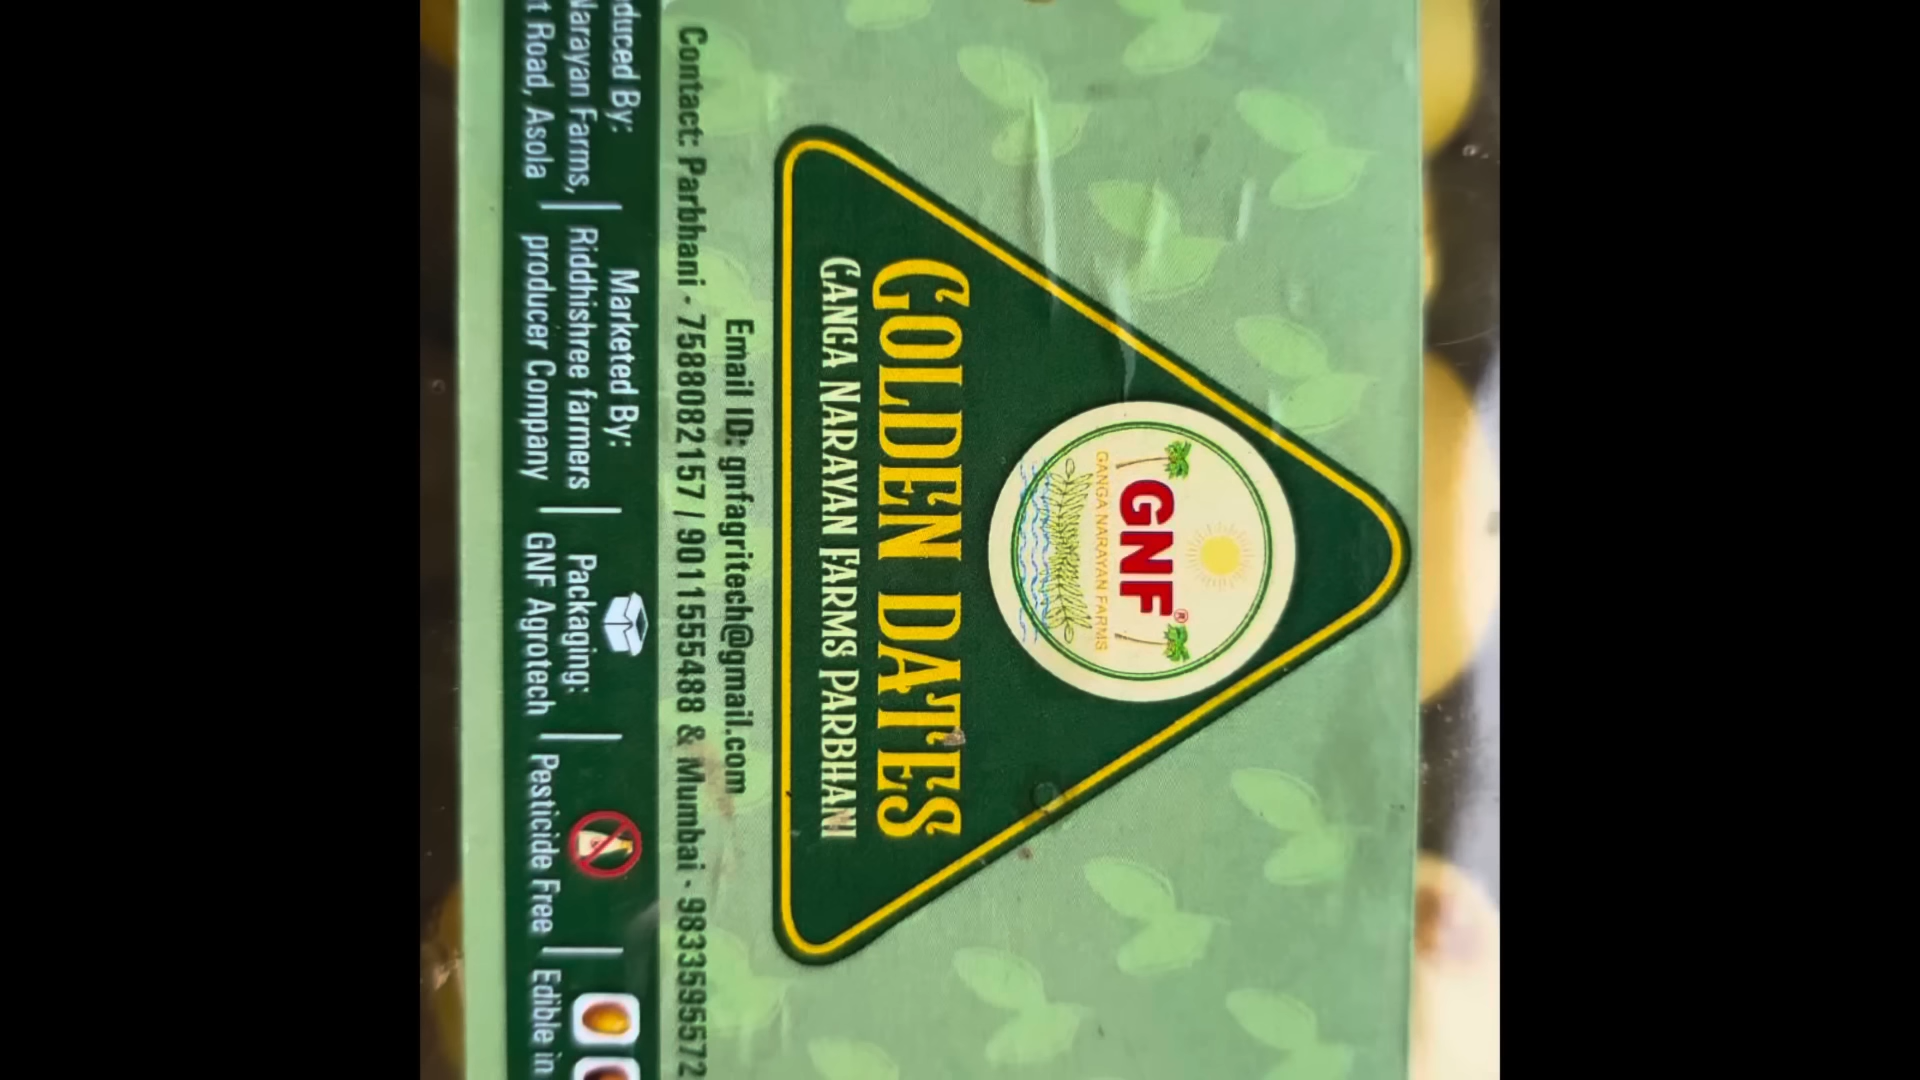 GNF®
GANGA NARAYAN FARMS
GOLDEN DATES
GANGA NARAYAN FARMS PARBHANI
Email ID: gnfagritech@gmail.com
Contact: Parbhani - 7588082157 / 9011555488 & Mumbai - 9833595572
By:
Narayan Farms,
Road, Asola
Marketed By:
Riddhishree farmers
producer Company
Packaging:
GNF Agrotech
Pesticide Free
Edible in